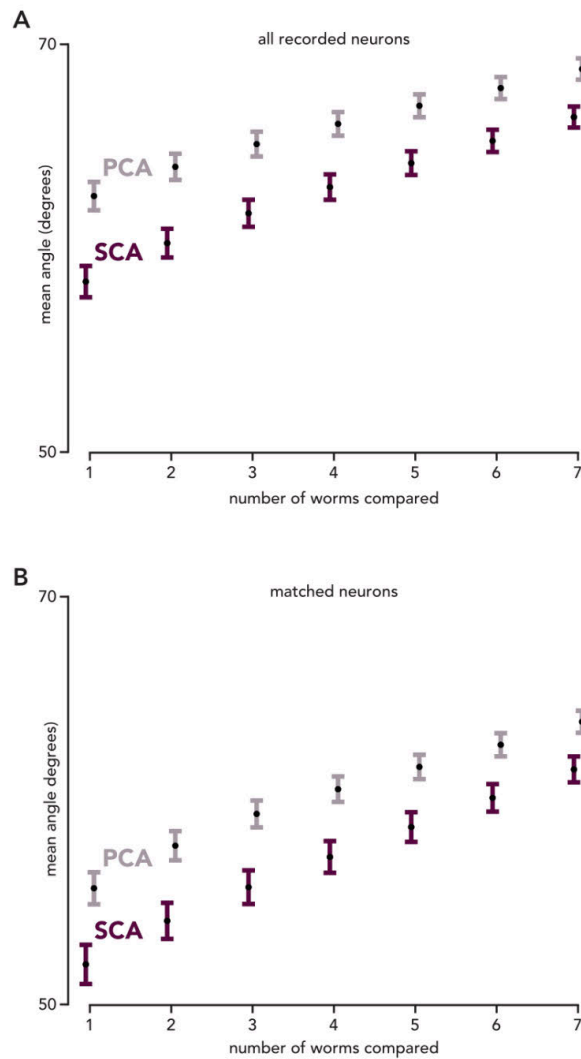 A
all recorded neurons
70
PCA
SCA
mean angle (degrees)
50
1 2 3 4 5 6 7
number of worms compared
B
matched neurons
70
PCA
SCA
mean angle degrees)
50
1 2 3 4 5 6 7
number of worms compared